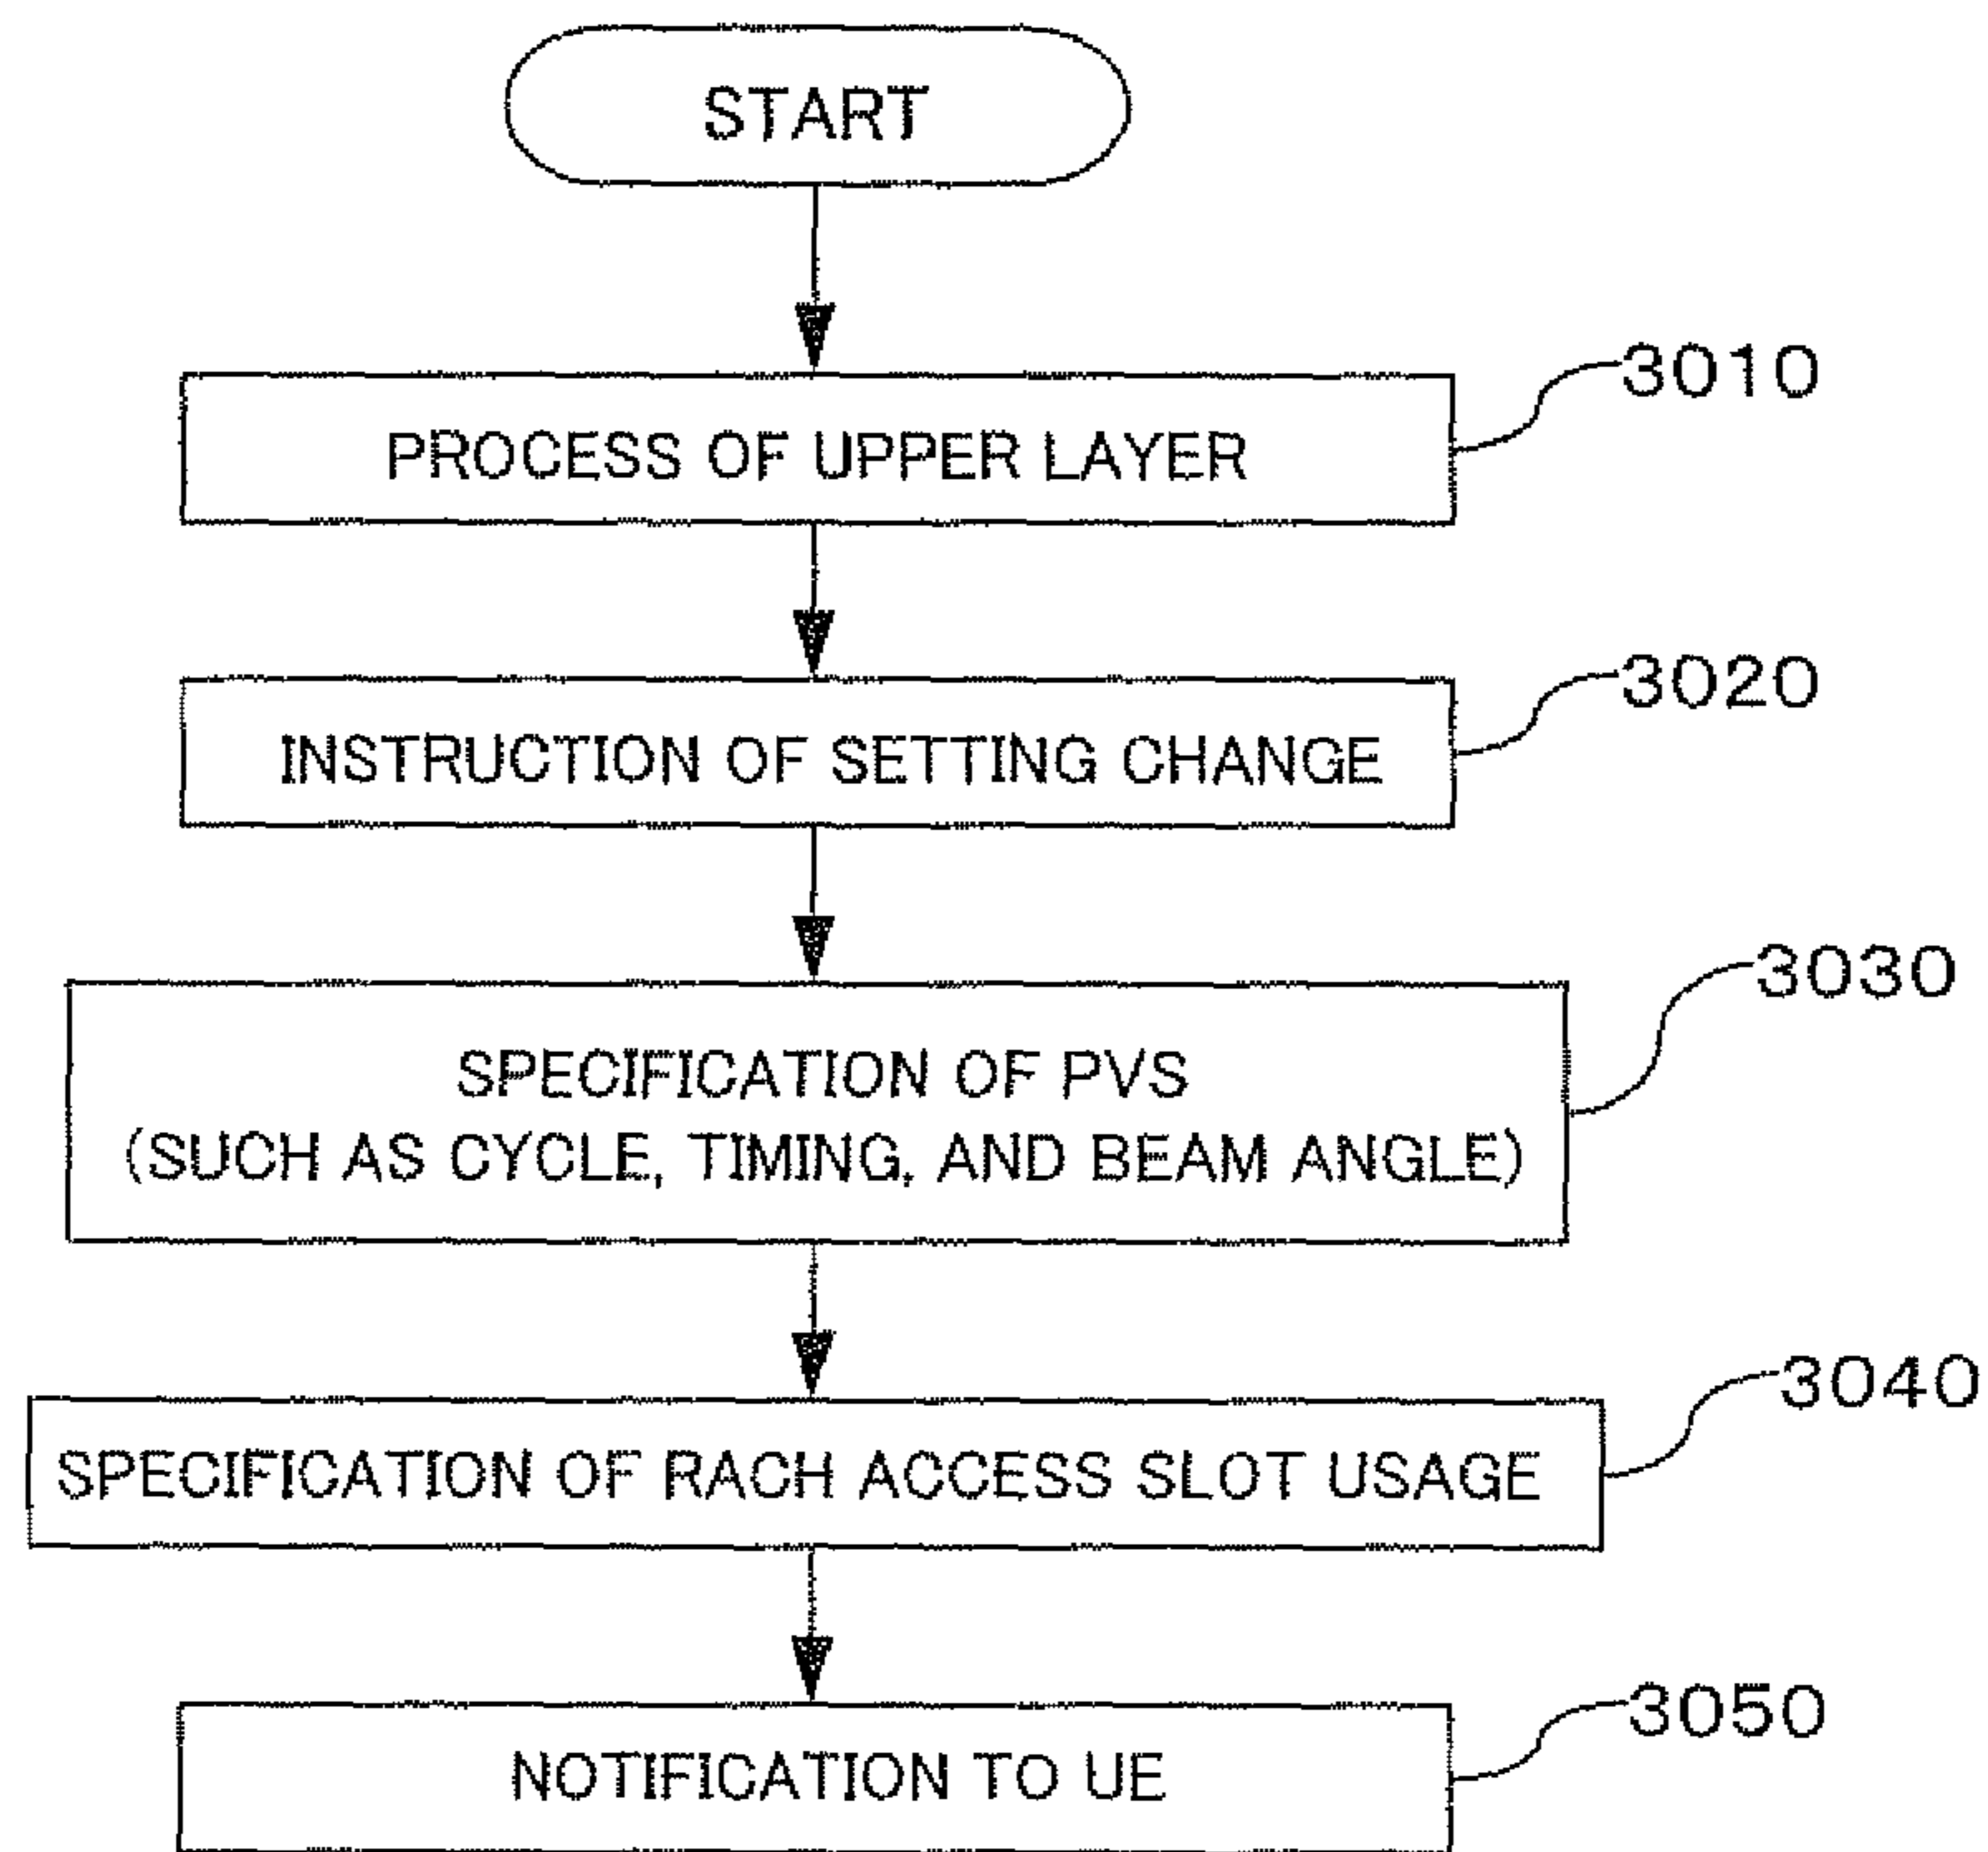 START
3010
PROCESS OF UPPER LAYER
3020
INSTRUCTION OF SETTING CHANGE
3030
SPECIFICATION OF PVS
(SUCH AS CYCLE, TIMING, AND BEAM ANGLE)
3040
SPECIFICATION OF RACH ACCESS SLOT USAGE
3050
NOTIFICATION TO UE